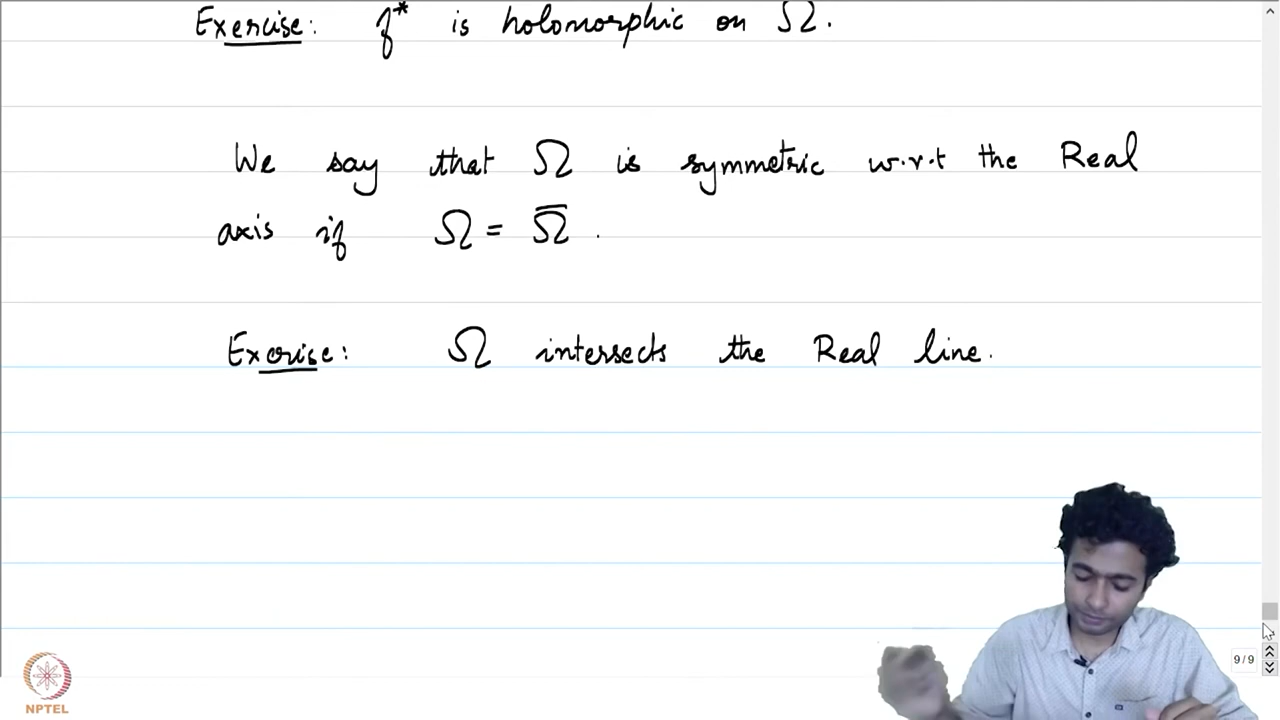 Exercise: f* is holomorphic on Ω.
We say that Ω is symmetric w.r.t the Real
axis if Ω = Ω̅ .
Exercise: Ω intersects the Real line.
9/9
NPTEL